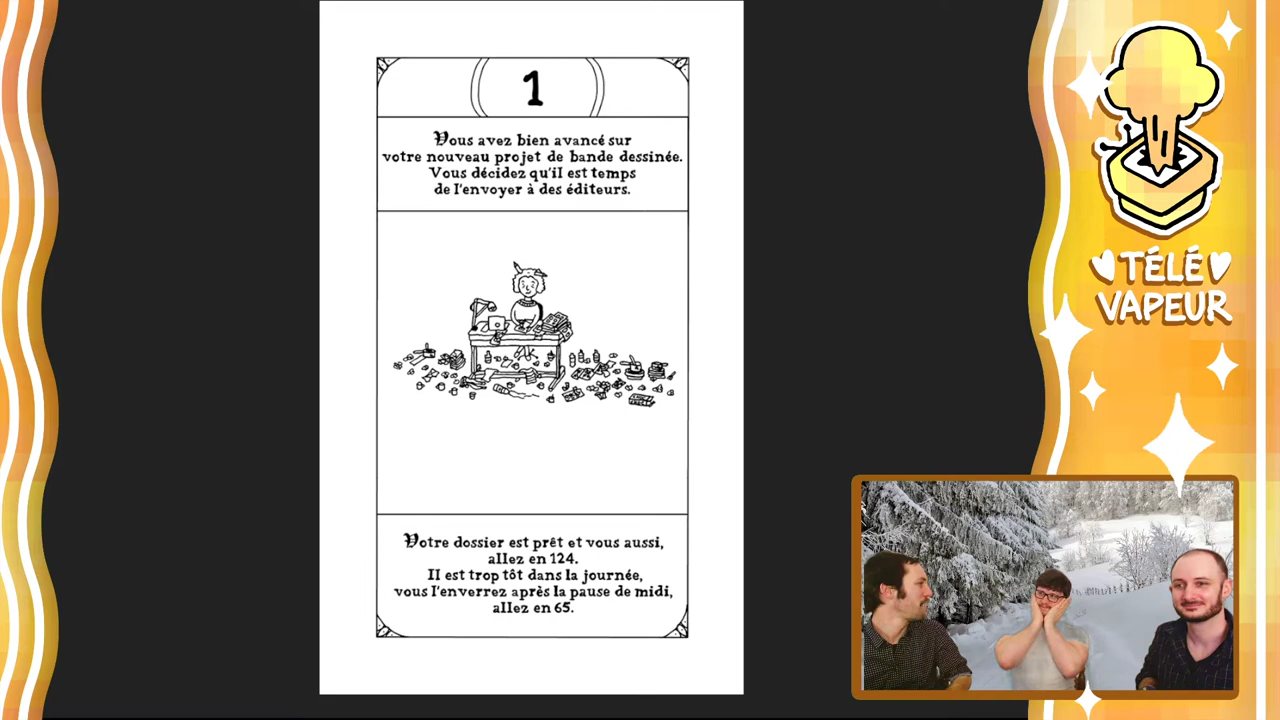 1
Vous avez bien avancé sur
votre nouveau projet de bande dessinée.
Vous décidez qu'il est temps
de l'envoyer à des éditeurs.
Votre dossier est prêt et vous aussi,
allez en 124.
Il est trop tôt dans la journée,
vous l'enverrez après la pause de midi,
allez en 65.
TÉLÉ
VAPEUR